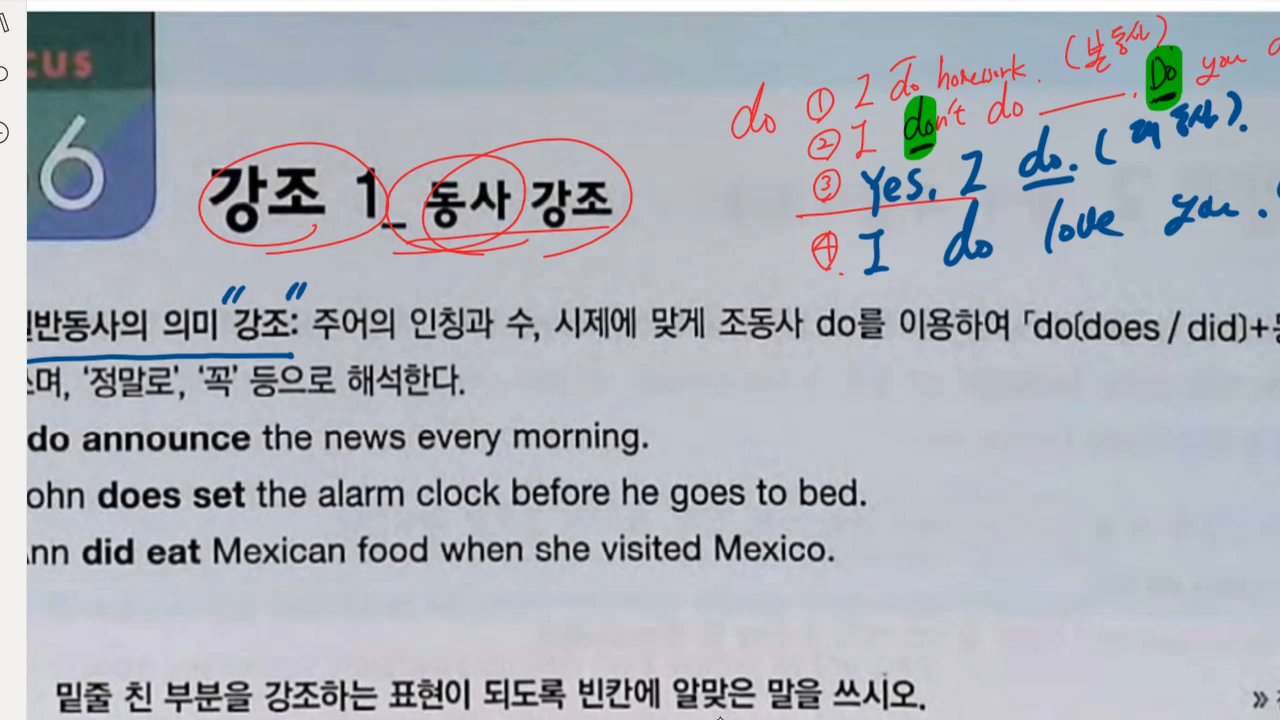 CUS
6
강조 1_ 동사 강조
do ① I do homework. (본동사)
② I don't do ____. Do you
③ Yes, I do. (대동사).
④. I do love you.
일반동사의 의미 "강조": 주어의 인칭과 수, 시제에 맞게 조동사 do를 이용하여 「do(does / did)+
며, '정말로', '꼭' 등으로 해석한다.
do announce the news every morning.
ohn does set the alarm clock before he goes to bed.
nn did eat Mexican food when she visited Mexico.
밑줄 친 부분을 강조하는 표현이 되도록 빈칸에 알맞은 말을 쓰시오.
»